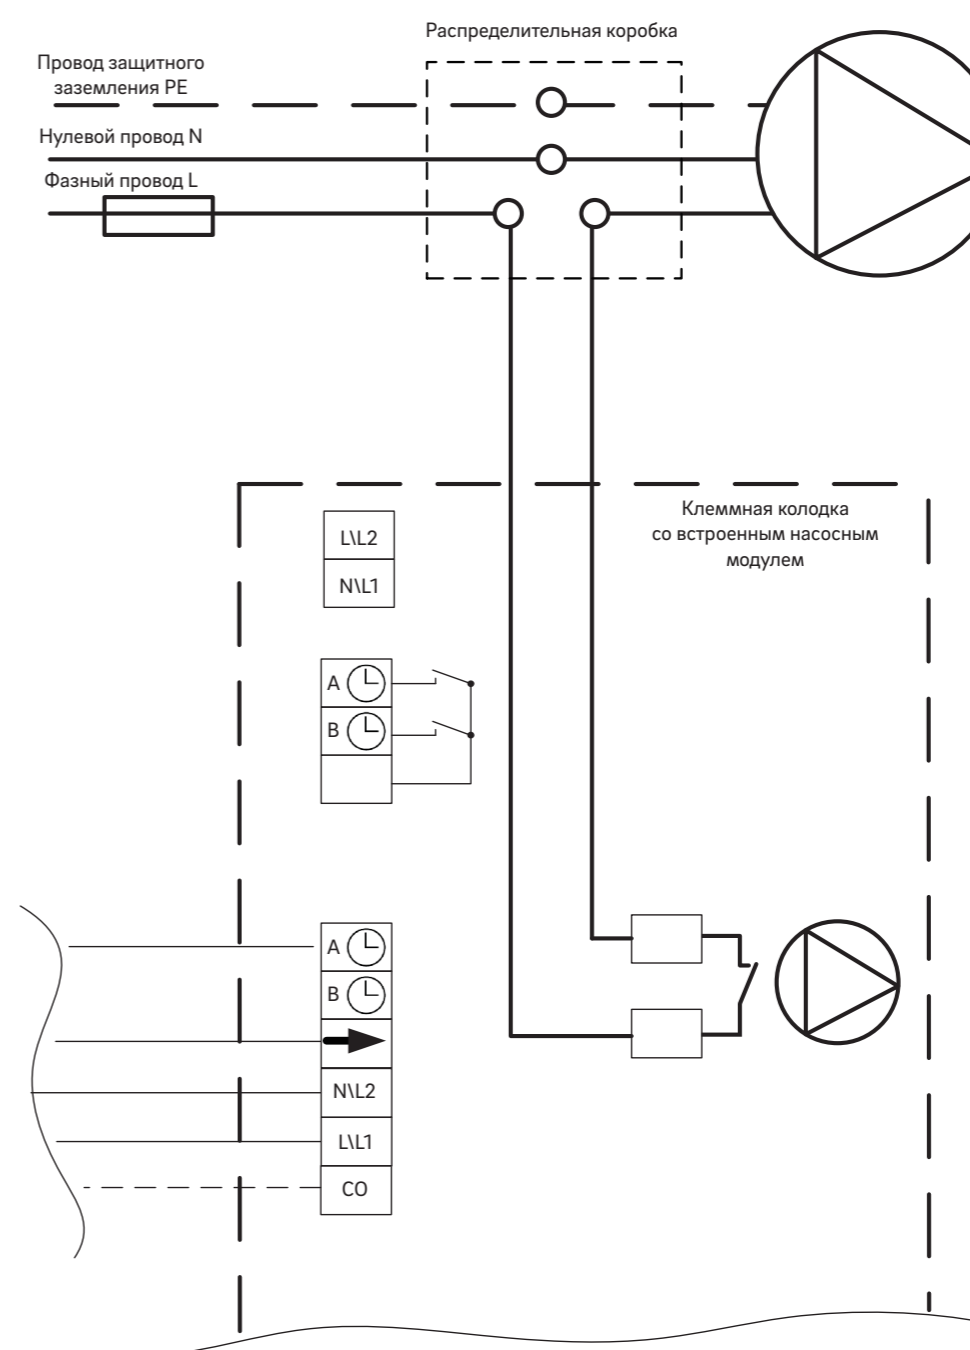 Распределительная коробка
Провод защитного
заземления PE
Нулевой провод N
Фазный провод L
Клеммная колодка
со встроенным насосным
модулем
L\L2
N\L1
A
B
A
B
N\L2
L\L1
CO